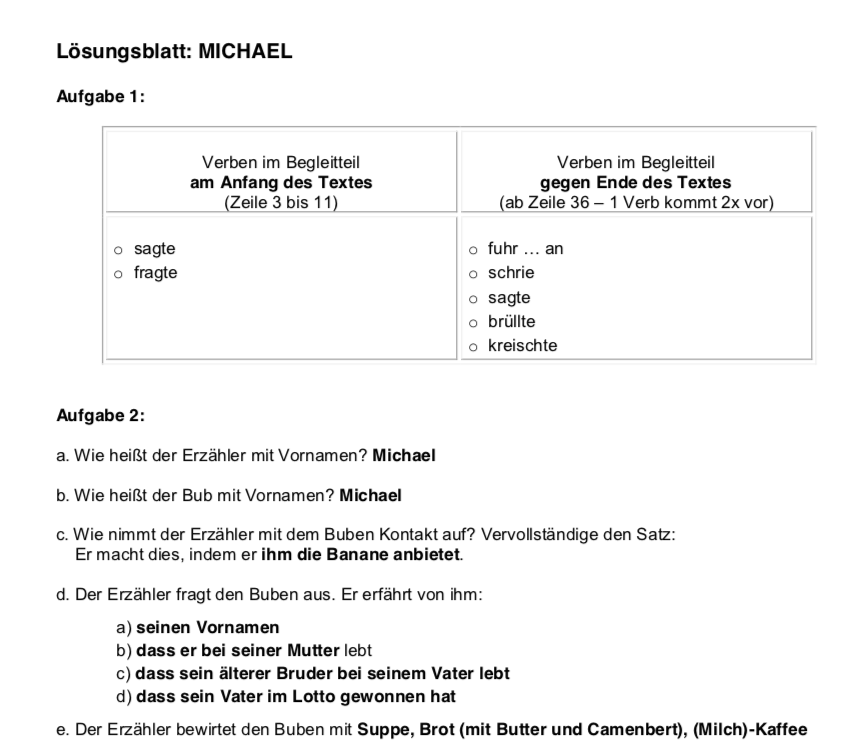 Lösungsblatt: MICHAEL
Aufgabe 1:
Verben im Begleitteil
am Anfang des Textes
(Zeile 3 bis 11)
Verben im Begleitteil
gegen Ende des Textes
(ab Zeile 36 – 1 Verb kommt 2x vor)
o sagte
o fragte
o fuhr … an
o schrie
o sagte
o brüllte
o kreischte
Aufgabe 2:
a. Wie heißt der Erzähler mit Vornamen? Michael
b. Wie heißt der Bub mit Vornamen? Michael
c. Wie nimmt der Erzähler mit dem Buben Kontakt auf? Vervollständige den Satz:
Er macht dies, indem er ihm die Banane anbietet.
d. Der Erzähler fragt den Buben aus. Er erfährt von ihm:
a) seinen Vornamen
b) dass er bei seiner Mutter lebt
c) dass sein älterer Bruder bei seinem Vater lebt
d) dass sein Vater im Lotto gewonnen hat
e. Der Erzähler bewirtet den Buben mit Suppe, Brot (mit Butter und Camenbert), (Milch)-Kaffee